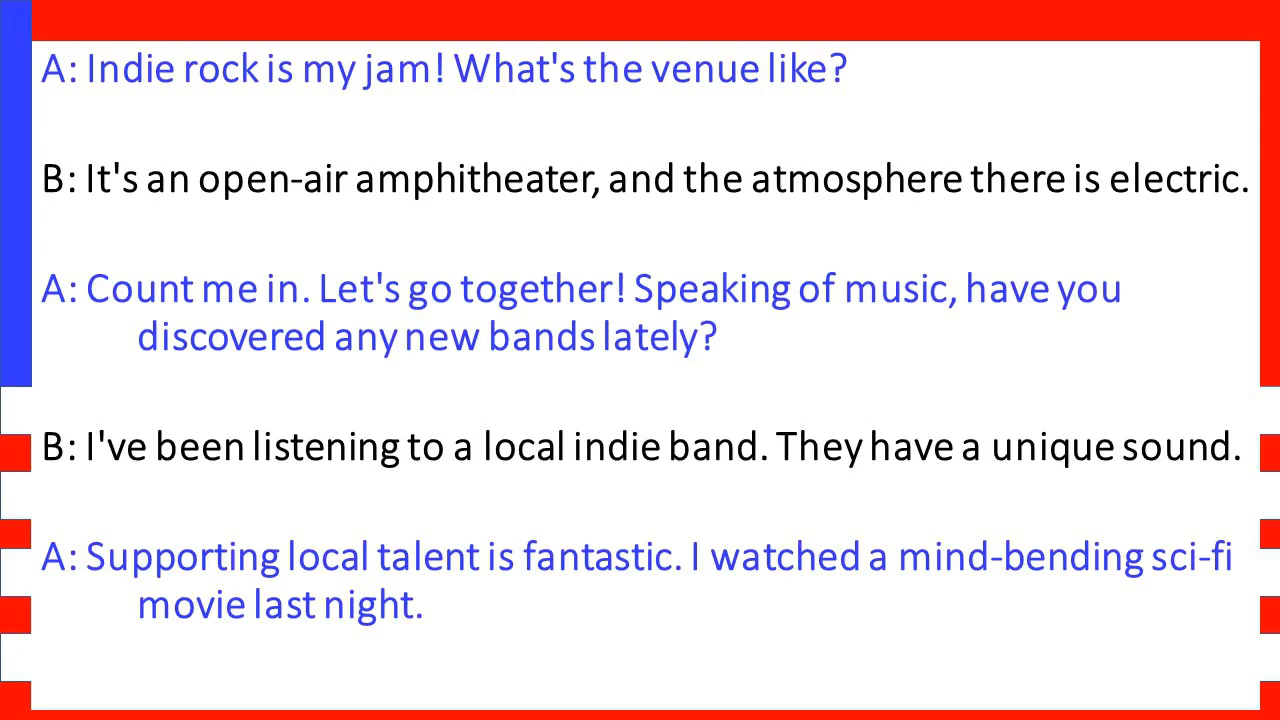 A: Indie rock is my jam! What's the venue like?
B: It's an open-air amphitheater, and the atmosphere there is electric.
A: Count me in. Let's go together! Speaking of music, have you
discovered any new bands lately?
B: I've been listening to a local indie band. They have a unique sound.
A: Supporting local talent is fantastic. I watched a mind-bending sci-fi
movie last night.